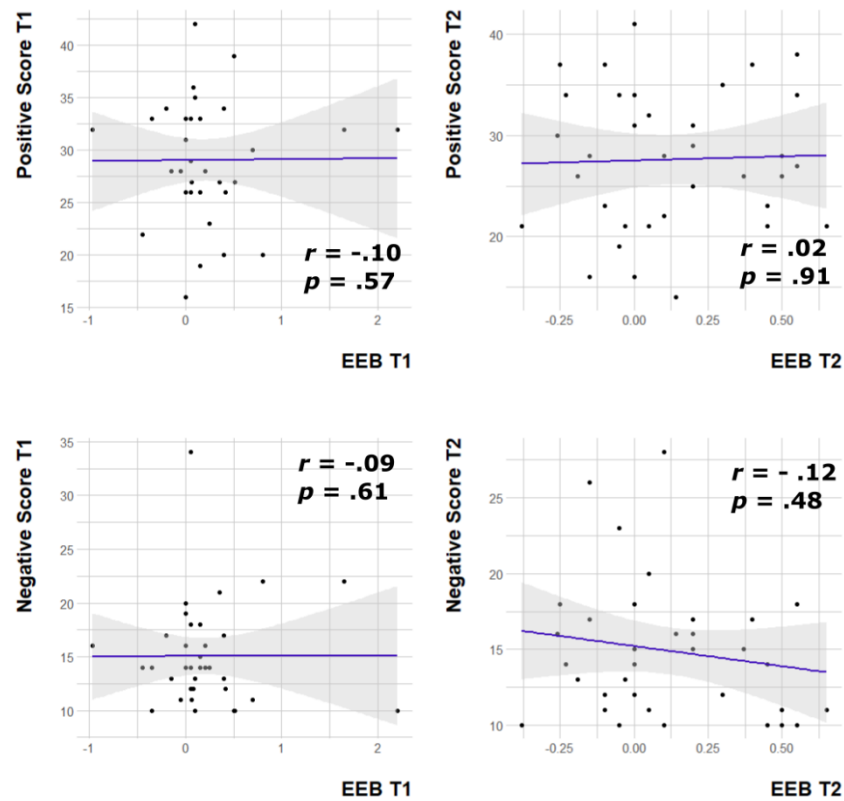 Positive Score T1
40
35
30
25
20
15
-1
0
1
2
r = -.10
p = .57
EEB T1
Positive Score T2
40
30
20
-0.25
0.00
0.25
0.50
r = .02
p = .91
EEB T2
Negative Score T1
35
30
25
20
15
10
-1
0
1
2
r = -.09
p = .61
EEB T1
Negative Score T2
25
20
15
10
-0.25
0.00
0.25
0.50
r = - .12
p = .48
EEB T2